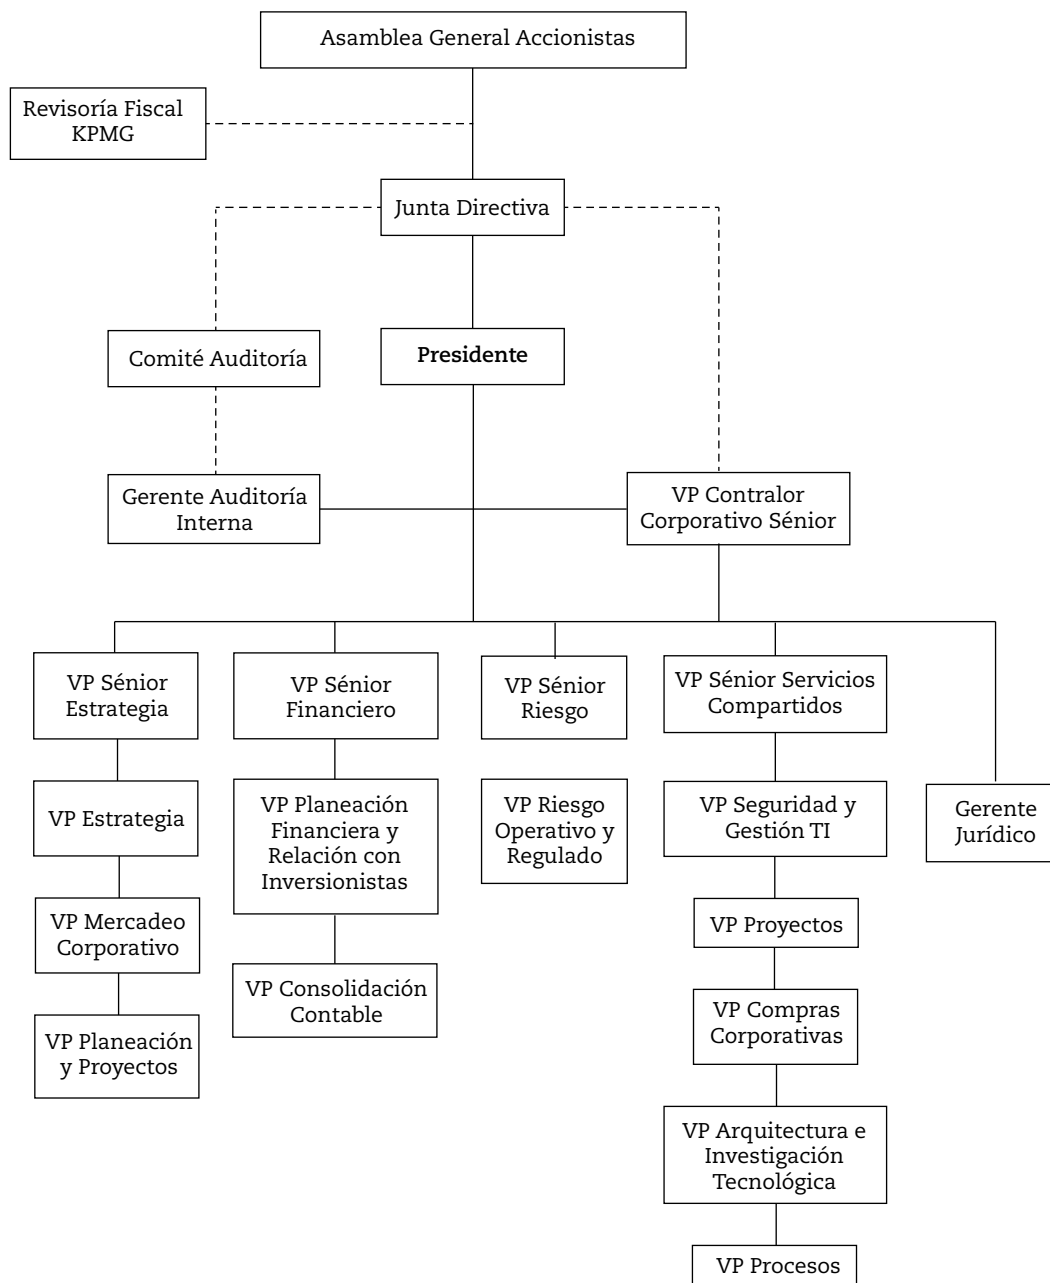 Asamblea General Accionistas
Revisoría Fiscal
KPMG
Junta Directiva
Comité Auditoría
Presidente
Gerente Auditoría
Interna
VP Contralor
Corporativo Sénior
VP Sénior
Estrategia
VP Sénior
Financiero
VP Sénior
Riesgo
VP Sénior Servicios
Compartidos
VP Estrategia
VP Planeación
Financiera y
Relación con
Inversionistas
VP Riesgo
Operativo y
Regulado
VP Seguridad y
Gestión TI
Gerente
Jurídico
VP Mercadeo
Corporativo
VP Proyectos
VP Consolidación
Contable
VP Compras
Corporativas
VP Planeación
y Proyectos
VP Arquitectura e
Investigación
Tecnológica
VP Procesos